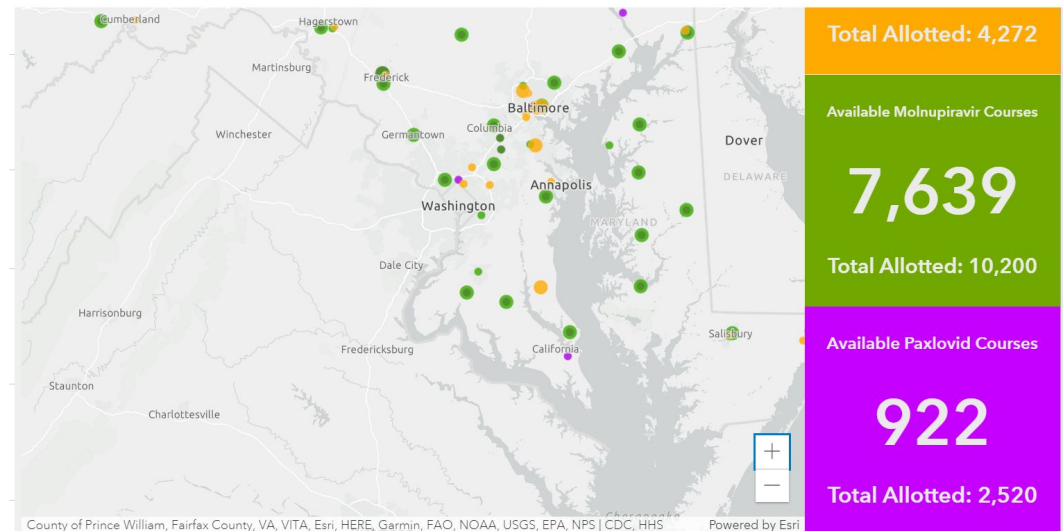 Cumberland
Hagerstown
Martinsburg
Frederick
Winchester
Germantown
Columbia
Baltimore
Dover
DELAWARE
Annapolis
Washington
MARYLAND
Dale City
Harrisonburg
Fredericksburg
California
Salisbury
Staunton
Charlottesville
Chesapeake
+
−
County of Prince William, Fairfax County, VA, VITA, Esri, HERE, Garmin, FAO, NOAA, USGS, EPA, NPS | CDC, HHS
Powered by Esri
Total Allotted: 4,272
Available Molnupiravir Courses
7,639
Total Allotted: 10,200
Available Paxlovid Courses
922
Total Allotted: 2,520